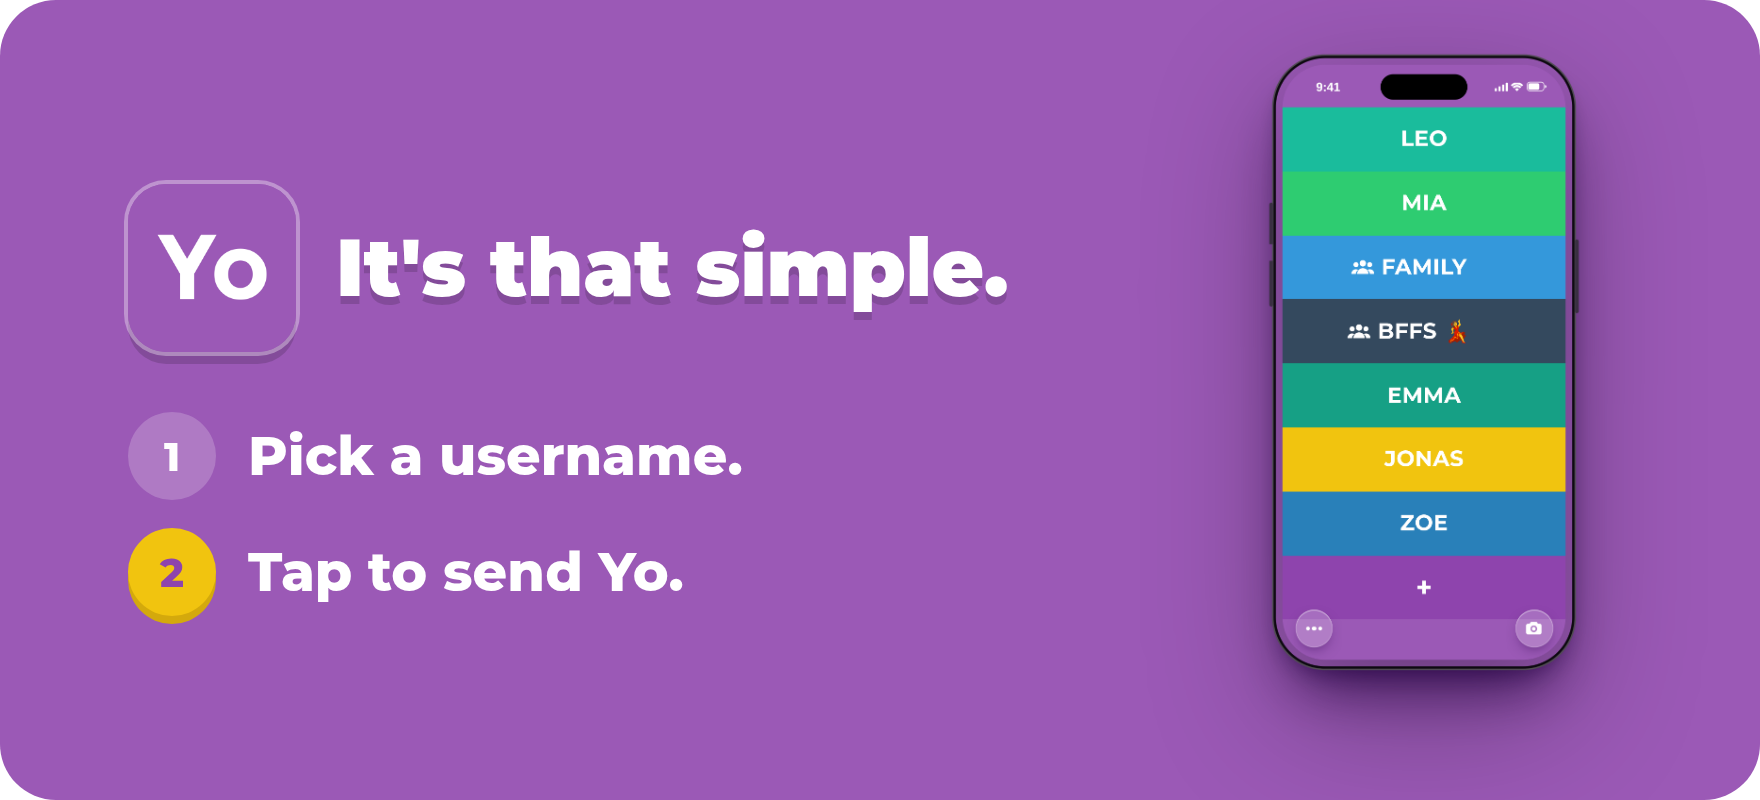 Yo
It's that simple.
1
Pick a username.
2
Tap to send Yo.
9:41
LEO
MIA
FAMILY
BFFS 💃
EMMA
JONAS
ZOE
+